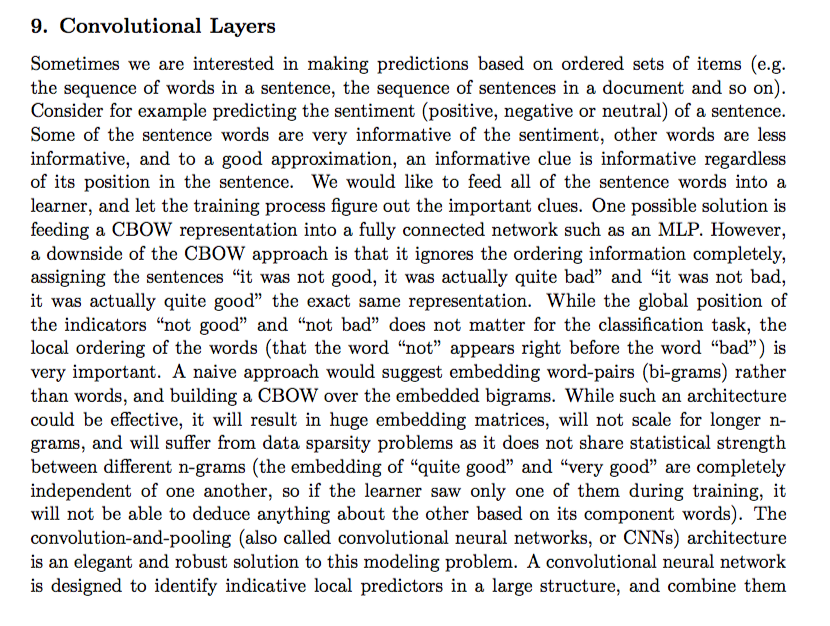 9. Convolutional Layers
Sometimes we are interested in making predictions based on ordered sets of items (e.g.
the sequence of words in a sentence, the sequence of sentences in a document and so on).
Consider for example predicting the sentiment (positive, negative or neutral) of a sentence.
Some of the sentence words are very informative of the sentiment, other words are less
informative, and to a good approximation, an informative clue is informative regardless
of its position in the sentence. We would like to feed all of the sentence words into a
learner, and let the training process figure out the important clues. One possible solution is
feeding a CBOW representation into a fully connected network such as an MLP. However,
a downside of the CBOW approach is that it ignores the ordering information completely,
assigning the sentences “it was not good, it was actually quite bad” and “it was not bad,
it was actually quite good” the exact same representation. While the global position of
the indicators “not good” and “not bad” does not matter for the classification task, the
local ordering of the words (that the word “not” appears right before the word “bad”) is
very important. A naive approach would suggest embedding word-pairs (bi-grams) rather
than words, and building a CBOW over the embedded bigrams. While such an architecture
could be effective, it will result in huge embedding matrices, will not scale for longer n-
grams, and will suffer from data sparsity problems as it does not share statistical strength
between different n-grams (the embedding of “quite good” and “very good” are completely
independent of one another, so if the learner saw only one of them during training, it
will not be able to deduce anything about the other based on its component words). The
convolution-and-pooling (also called convolutional neural networks, or CNNs) architecture
is an elegant and robust solution to this modeling problem. A convolutional neural network
is designed to identify indicative local predictors in a large structure, and combine them